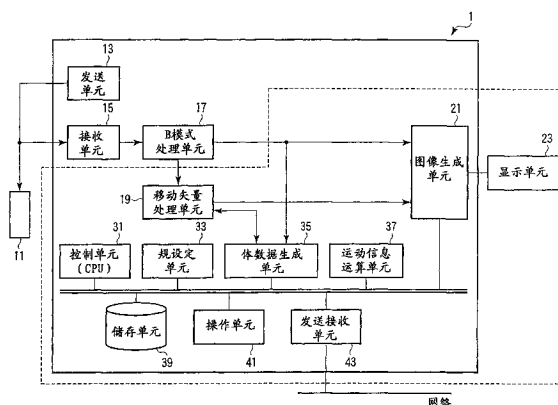 1
13
发送
单元
15
接收
单元
17
B模式
处理单元
21
图像生成
单元
23
显示单元
19
移动矢量
处理单元
11
31
控制单元
(CPU)
33
规设定
单元
35
体数据生成
单元
37
运动信息
运算单元
储存单元
39
操作单元
41
发送接收
单元
43
网络